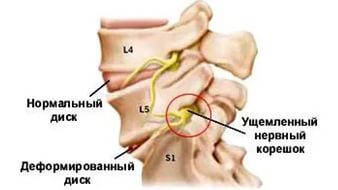 L4
Нормальный
диск
L5
Ущемленный
нервный
корешок
Деформированный
диск
S1